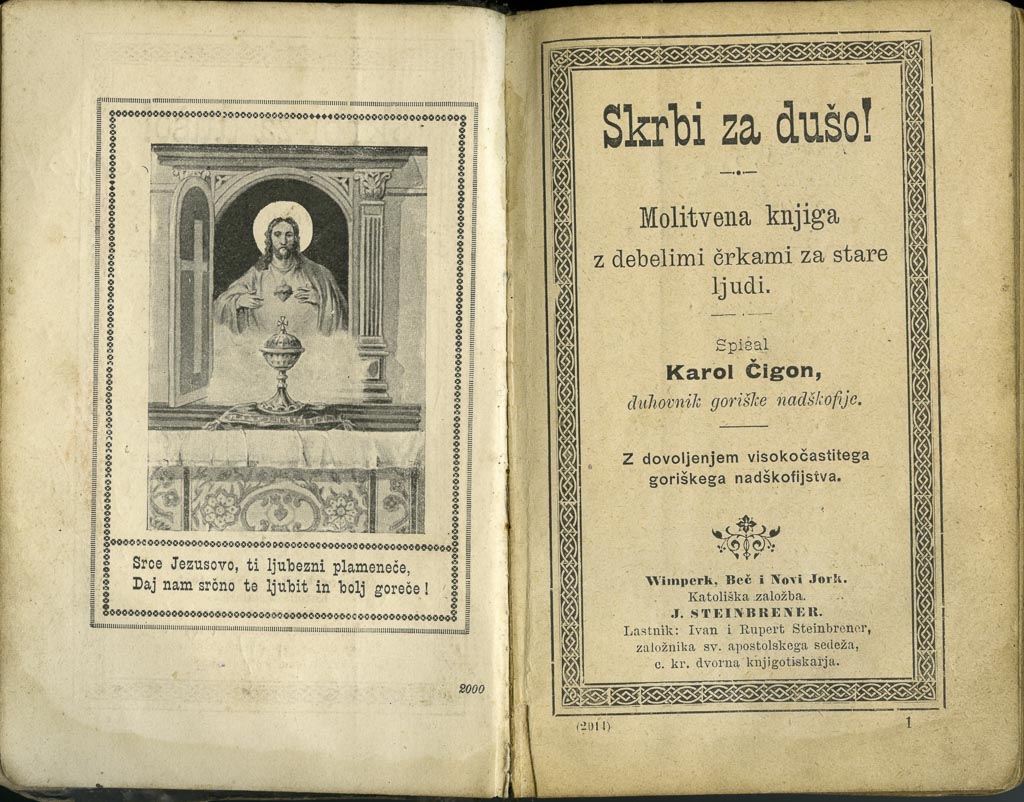 Srce Jezusovo, ti ljubezni plameneče,
Daj nam srčno te ljubit in bolj goreče!
2000
Skrbi za dušo!
Molitvena knjiga
z debelimi črkami za stare
ljudi.
Spisal
Karol Čigon,
duhovnik goriške nadškofije.
Z dovoljenjem visokočastitega
goriškega nadškofijstva.
Wimperk, Beč i Novi Jork.
Katoliška založba.
J. STEINBRENER.
Lastnik: Ivan i Rupert Steinbrener,
založnika sv. apostolskega sedeža,
c. kr. dvorna knjigotiskarja.
(2014)
1